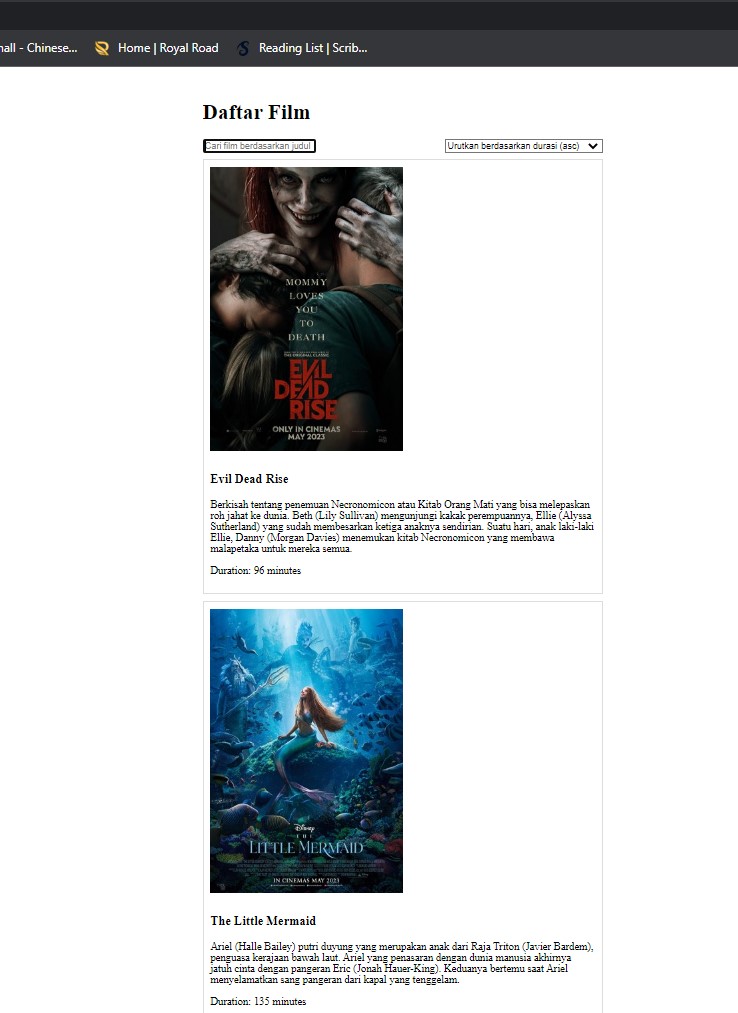 nall - Chinese...
Home | Royal Road
Reading List | Scrib...
Daftar Film
Cari film berdasarkan judul
Urutkan berdasarkan durasi (asc)
MOMMY
LOVES
YOU
TO
DEATH
THE ORIGINAL CLASSIC
EVIL
DEAD
RISE
ONLY IN CINEMAS
MAY 2023
Evil Dead Rise
Berkisah tentang penemuan Necronomicon atau Kitab Orang Mati yang bisa melepaskan
roh jahat ke dunia. Beth (Lily Sullivan) mengunjungi kakak perempuannya, Ellie (Alyssa
Sutherland) yang sudah membesarkan ketiga anaknya sendirian. Suatu hari, anak laki-laki
Ellie, Danny (Morgan Davies) menemukan kitab Necronomicon yang membawa
malapetaka untuk mereka semua.
Duration: 96 minutes
Disney
THE
LITTLE MERMAID
IN CINEMAS MAY 2023
The Little Mermaid
Ariel (Halle Bailey) putri duyung yang merupakan anak dari Raja Triton (Javier Bardem),
penguasa kerajaan bawah laut. Ariel yang penasaran dengan dunia manusia akhirnya
jatuh cinta dengan pangeran Eric (Jonah Hauer-King). Keduanya bertemu saat Ariel
menyelamatkan sang pangeran dari kapal yang tenggelam.
Duration: 135 minutes